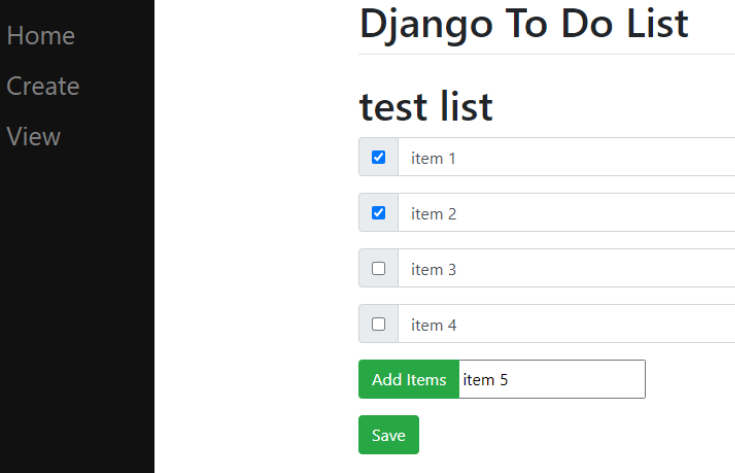 Home
Create
View
Django To Do List
test list
item 1
item 2
item 3
item 4
Add Items item 5
Save